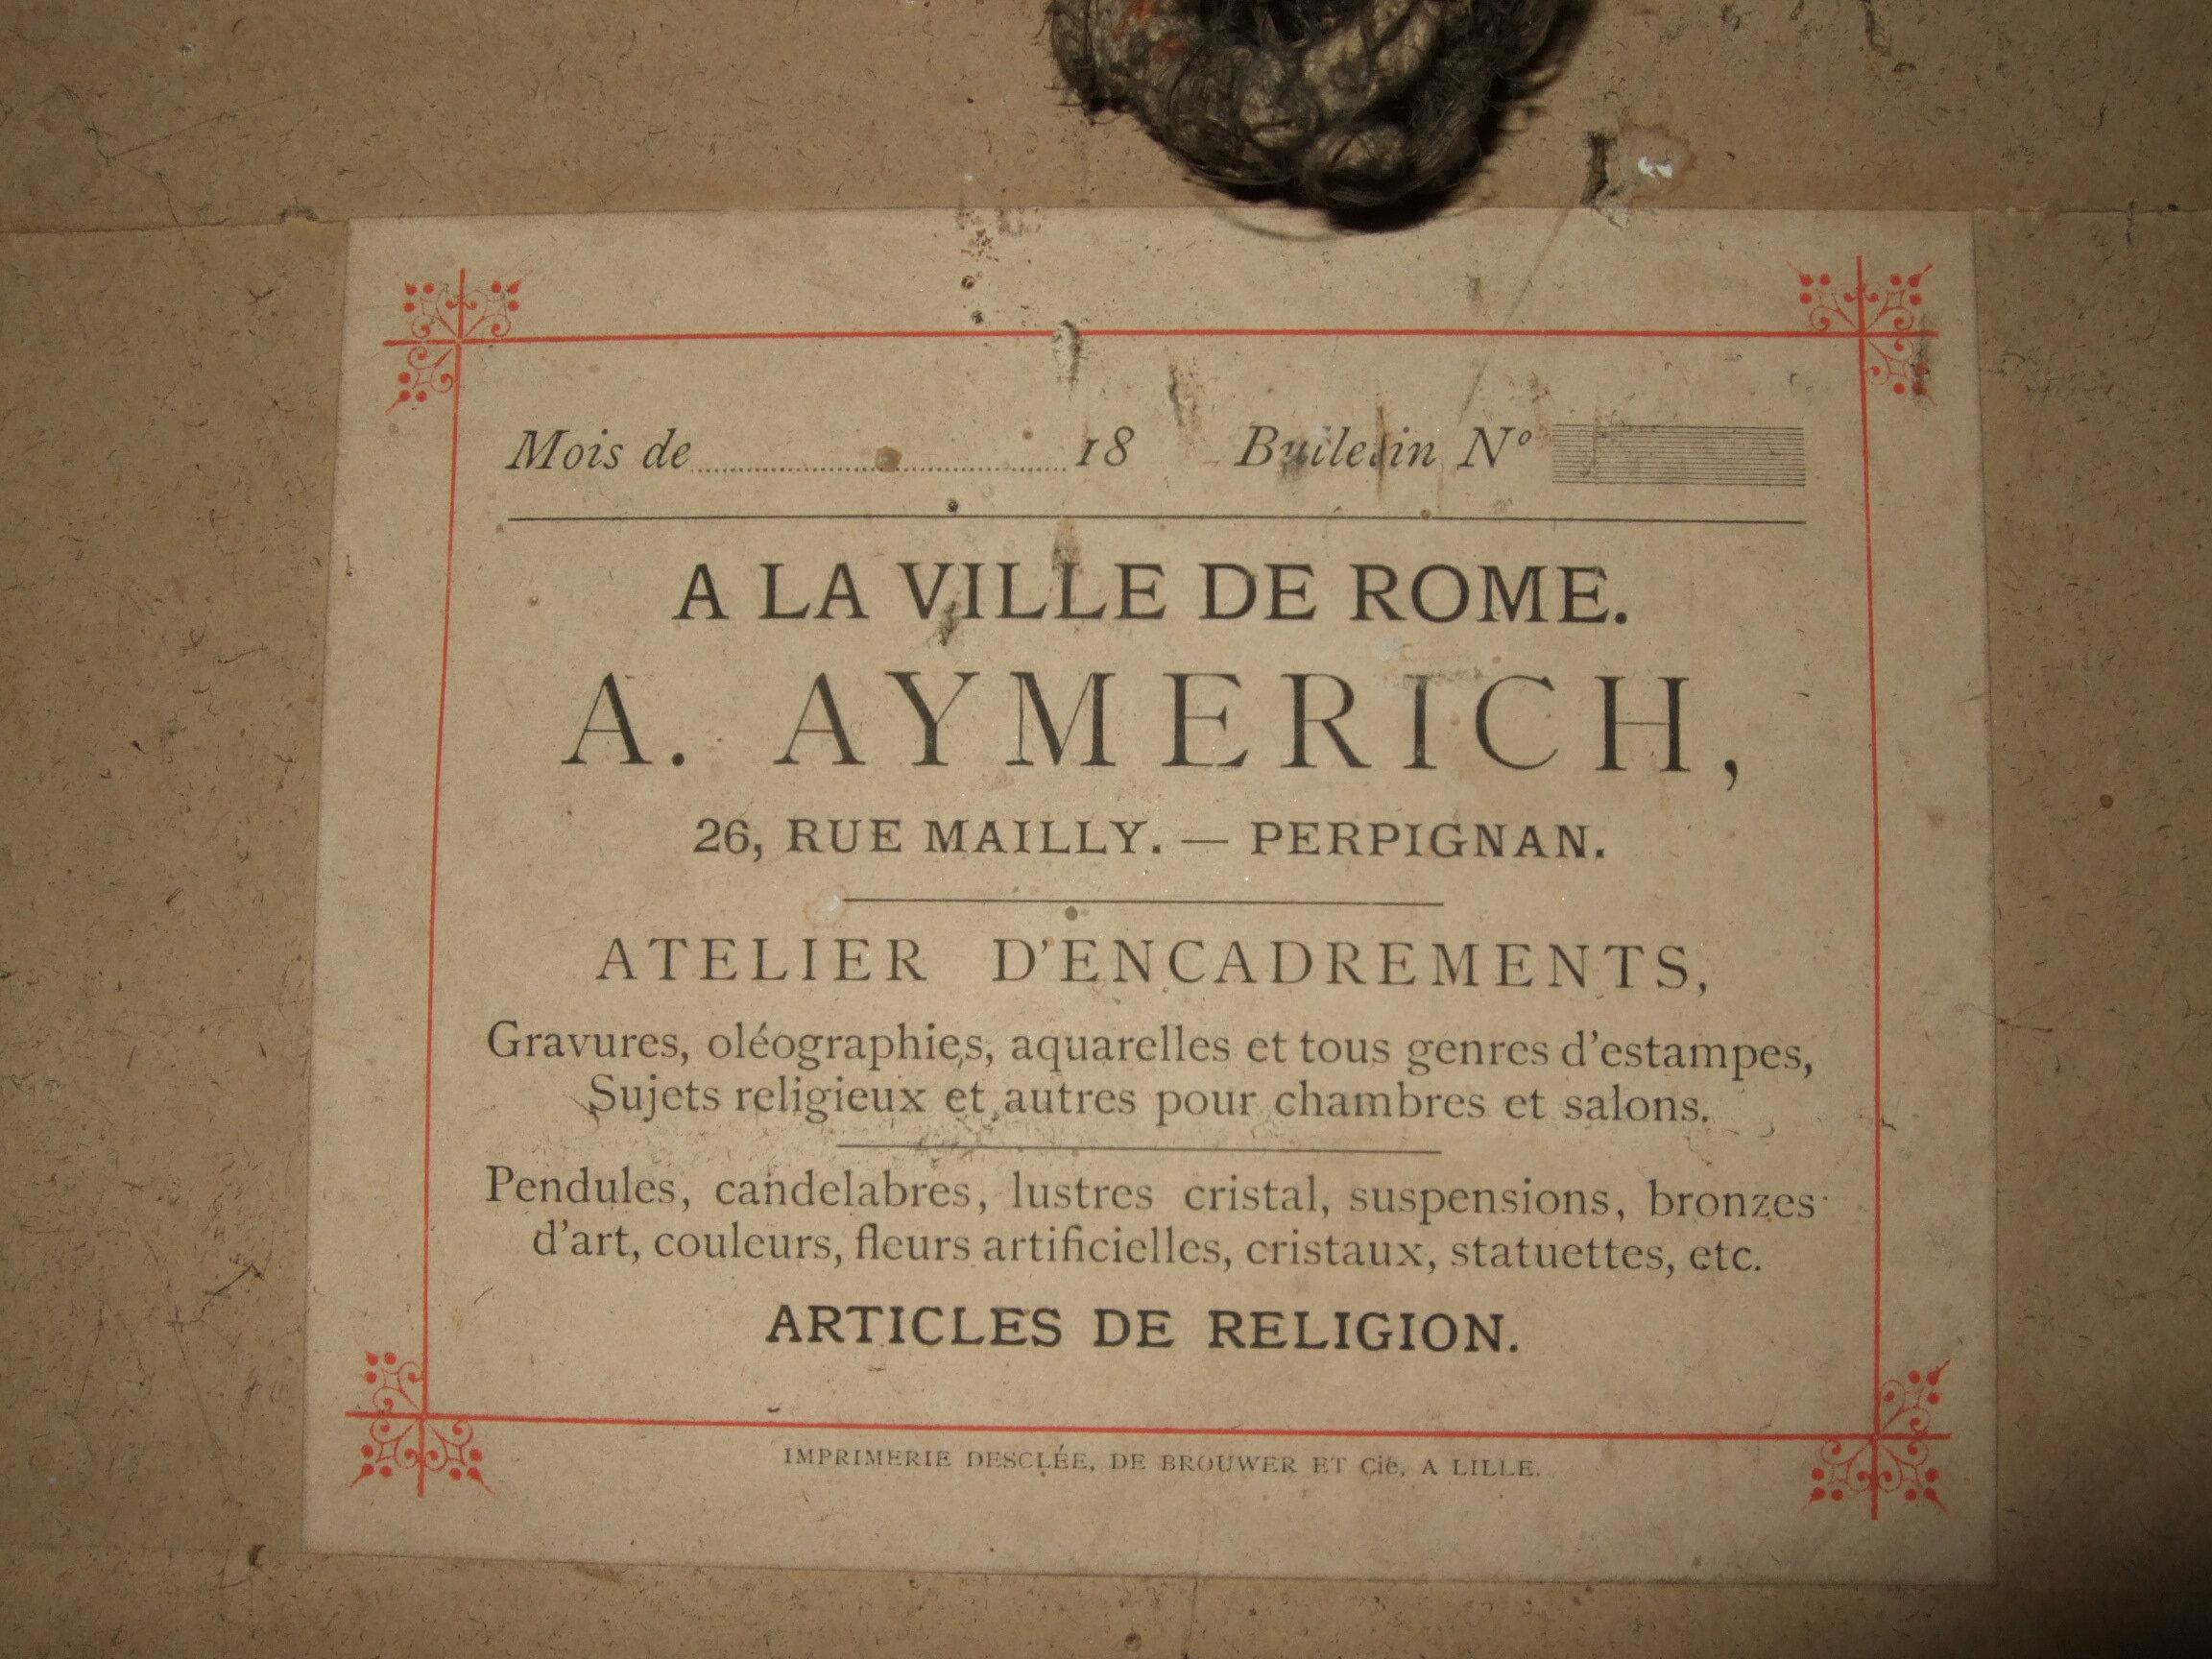 Mois de 18 Bulletin Nº
A LA VILLE DE ROME.
A. AYMERICH,
26, RUE MAILLY. — PERPIGNAN.
ATELIER D'ENCADREMENTS,
Gravures, oléographies, aquarelles et tous genres d'estampes,
Sujets religieux et autres pour chambres et salons.
Pendules, candelabres, lustres cristal, suspensions, bronzes
d'art, couleurs, fleurs artificielles, cristaux, statuettes, etc.
ARTICLES DE RELIGION.
IMPRIMERIE DESCLÉE, DE BROUWER ET Cie, A LILLE.